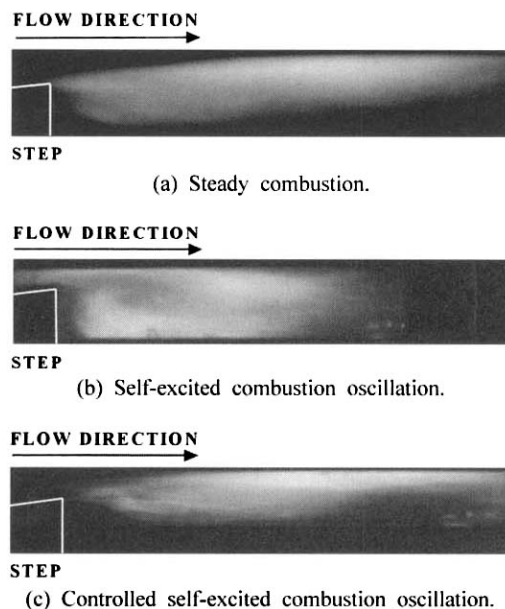 FLOW DIRECTION
STEP
(a) Steady combustion.
FLOW DIRECTION
STEP
(b) Self-excited combustion oscillation.
FLOW DIRECTION
STEP
(c) Controlled self-excited combustion oscillation.